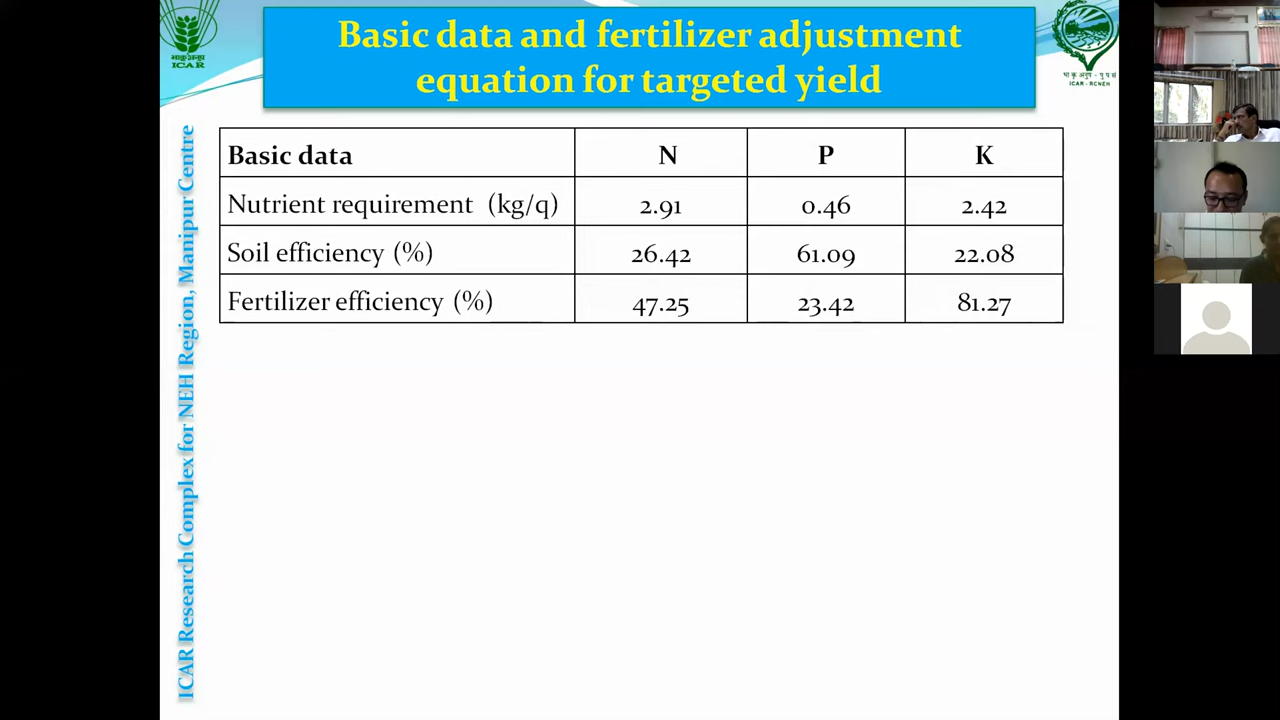 Basic data and fertilizer adjustment
equation for targeted yield
भाकृअनुप
ICAR
ICAR-RCNEH
ICAR Research Complex for NEH Region, Manipur Centre
Basic data N P K
Nutrient requirement (kg/q) 2.91 0.46 2.42
Soil efficiency (%) 26.42 61.09 22.08
Fertilizer efficiency (%) 47.25 23.42 81.27